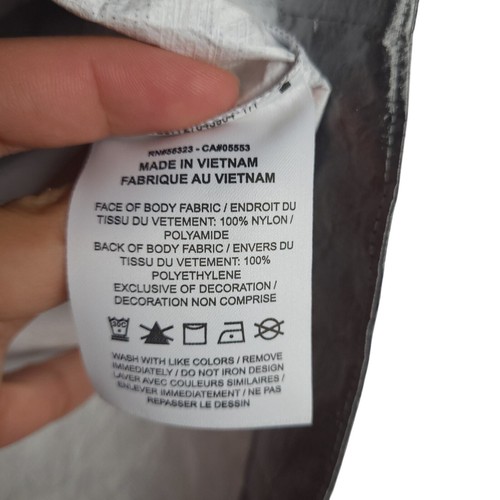 RN#56323 - CA#05553
MADE IN VIETNAM
FABRIQUE AU VIETNAM
FACE OF BODY FABRIC / ENDROIT DU
TISSU DU VETEMENT: 100% NYLON /
POLYAMIDE
BACK OF BODY FABRIC / ENVERS DU
TISSU DU VETEMENT: 100%
POLYETHYLENE
EXCLUSIVE OF DECORATION /
DECORATION NON COMPRISE
WASH WITH LIKE COLORS / REMOVE
IMMEDIATELY / DO NOT IRON DESIGN
LAVER AVEC COULEURS SIMILAIRES /
ENLEVER IMMEDIATEMENT / NE PAS
REPASSER LE DESSIN